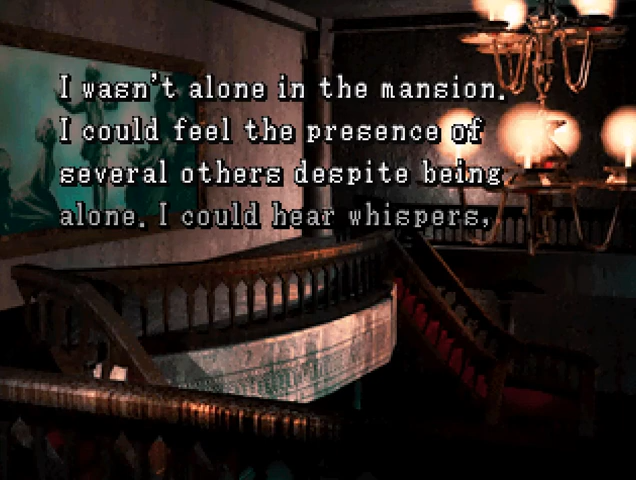 I wasn't alone in the mansion.
I could feel the presence of
several others despite being
alone. I could hear whispers,